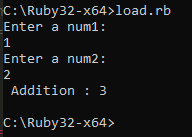 C:\Ruby32-x64>load.rb
Enter a num1:
1
Enter a num2:
2
 Addition : 3
C:\Ruby32-x64>